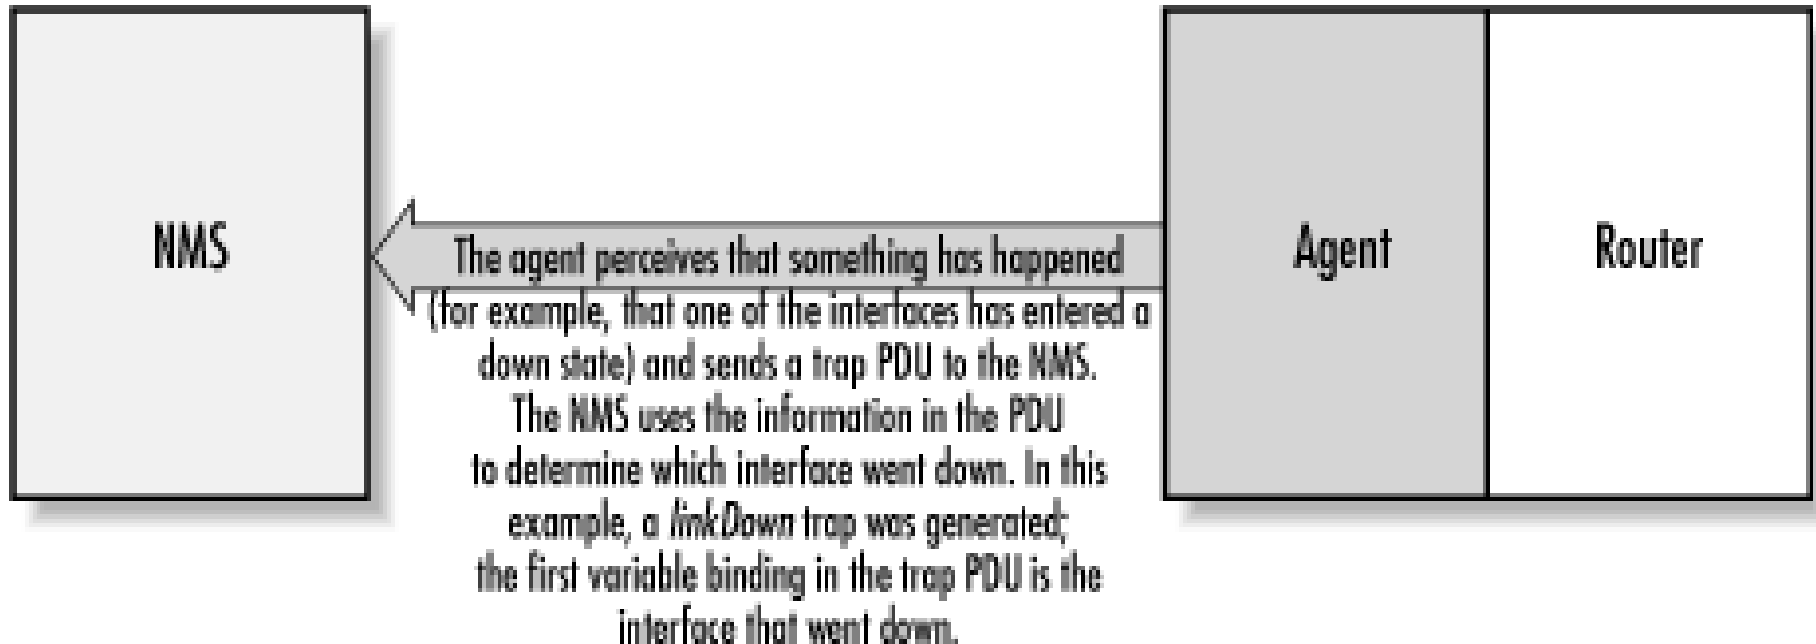 NMS
The agent perceives that something has happened
(for example, that one of the interfaces has entered a
down state) and sends a trap PDU to the NMS.
The NMS uses the information in the PDU
to determine which interface went down. In this
example, a linkDown trap was generated;
the first variable binding in the trap PDU is the
interface that went down.
Agent
Router